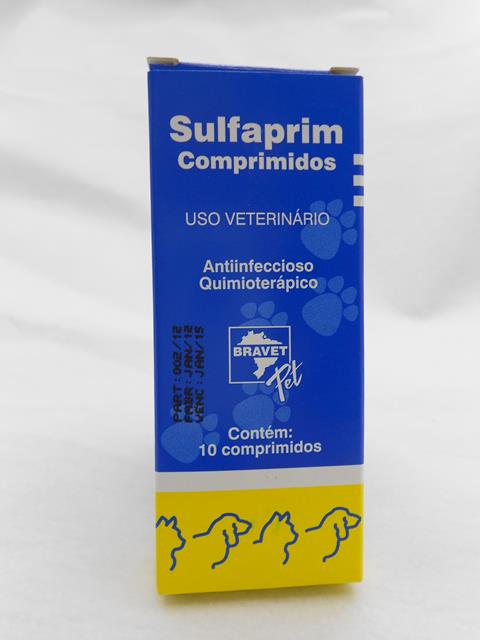 Sulfaprim
Comprimidos
USO VETERINÁRIO
Antiinfeccioso
Quimioterápico
PART:002/12
FABR:JAN/12
VENC:JAN/15
BRAVET
Pet
Contém:
10 comprimidos